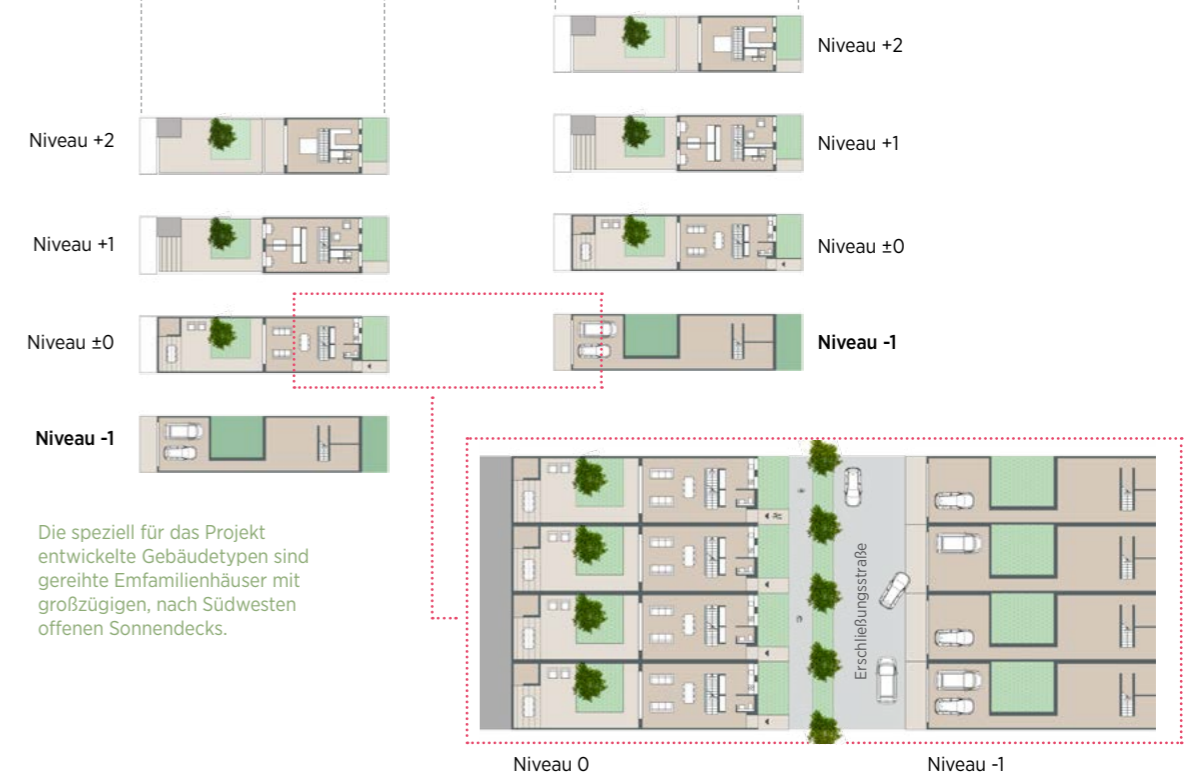 Niveau +2
Niveau +1
Niveau ±0
Niveau -1
Niveau +2
Niveau +1
Niveau ±0
Niveau -1
Die speziell für das Projekt
entwickelte Gebäudetypen sind
gereihte Emfamilienhäuser mit
großzügigen, nach Südwesten
offenen Sonnendecks.
Erschließungsstraße
Niveau 0
Niveau -1